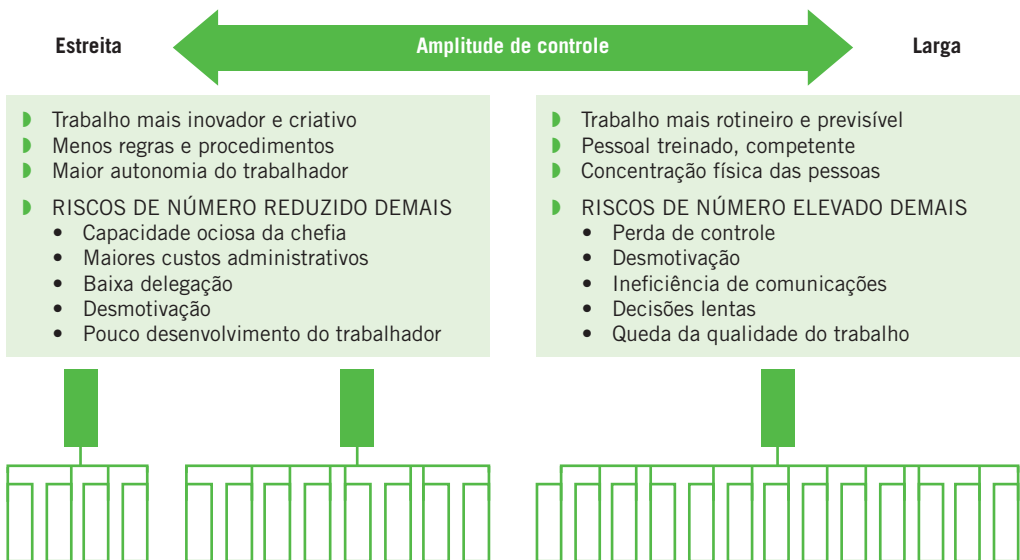 Estreita
Amplitude de controle
Larga
Trabalho mais inovador e criativo
Menos regras e procedimentos
Maior autonomia do trabalhador
RISCOS DE NÚMERO REDUZIDO DEMAIS
• Capacidade ociosa da chefia
• Maiores custos administrativos
• Baixa delegação
• Desmotivação
• Pouco desenvolvimento do trabalhador
Trabalho mais rotineiro e previsível
Pessoal treinado, competente
Concentração física das pessoas
RISCOS DE NÚMERO ELEVADO DEMAIS
• Perda de controle
• Desmotivação
• Ineficiência de comunicações
• Decisões lentas
• Queda da qualidade do trabalho